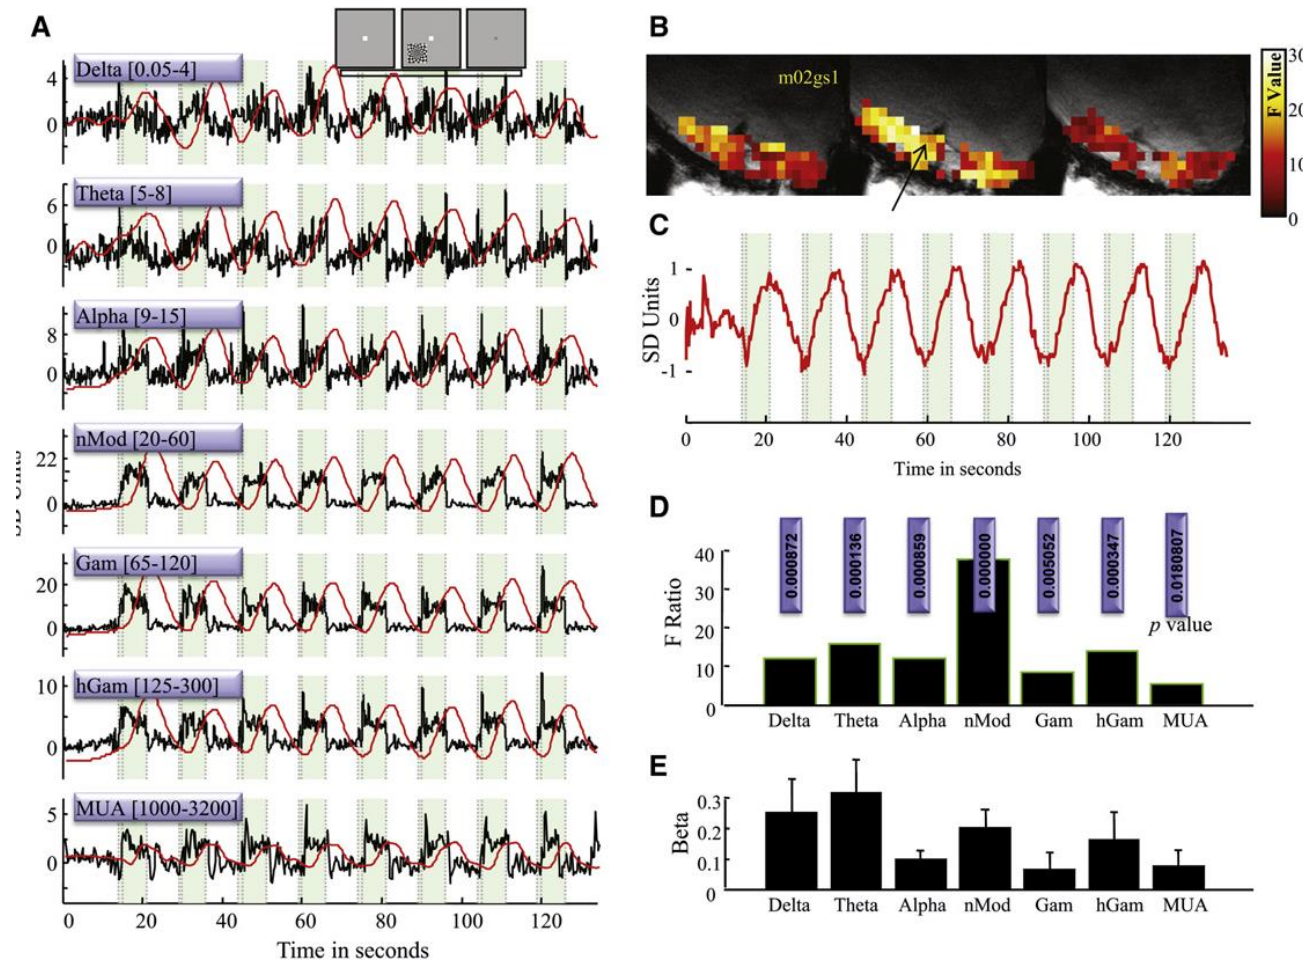 A
Delta [0.05-4]
4
0
Theta [5-8]
6
0
Alpha [9-15]
8
0
nMod [20-60]
22
0
Gam [65-120]
20
0
hGam [125-300]
10
0
MUA [1000-3200]
5
0
0 20 40 60 80 100 120
Time in seconds
B
m02gs1
F Value
30
20
10
0
C
SD Units
1
0
-1
0 20 40 60 80 100 120
Time in seconds
D
F Ratio
40
30
20
10
0
0.000872 0.000136 0.000859 0.000000 0.005052 0.000347 0.0180807
p value
Delta Theta Alpha nMod Gam hGam MUA
E
Beta
0.3
0.2
0.1
0
Delta Theta Alpha nMod Gam hGam MUA